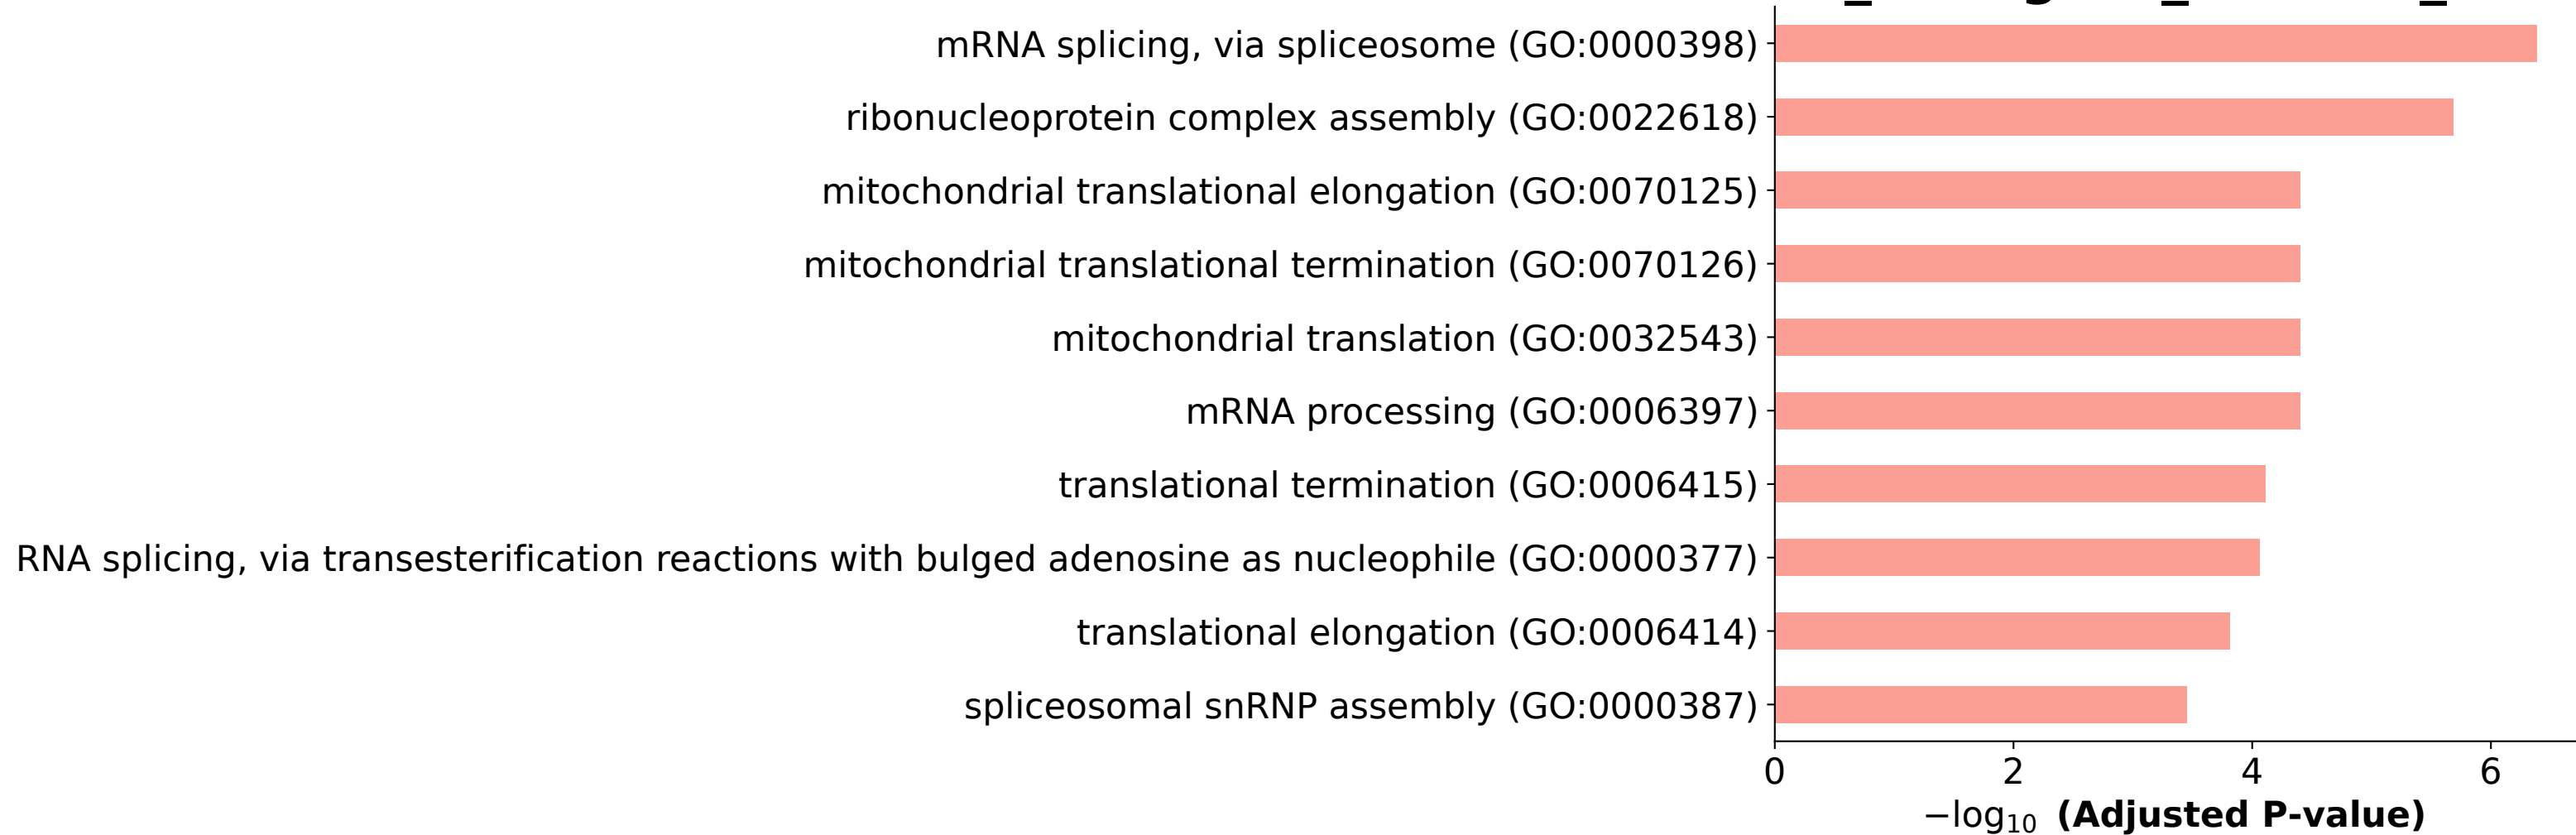 mRNA splicing, via spliceosome (GO:0000398)
ribonucleoprotein complex assembly (GO:0022618)
mitochondrial translational elongation (GO:0070125)
mitochondrial translational termination (GO:0070126)
mitochondrial translation (GO:0032543)
mRNA processing (GO:0006397)
translational termination (GO:0006415)
RNA splicing, via transesterification reactions with bulged adenosine as nucleophile (GO:0000377)
translational elongation (GO:0006414)
spliceosomal snRNP assembly (GO:0000387)
0 2 4 6
−log₁₀ (Adjusted P-value)